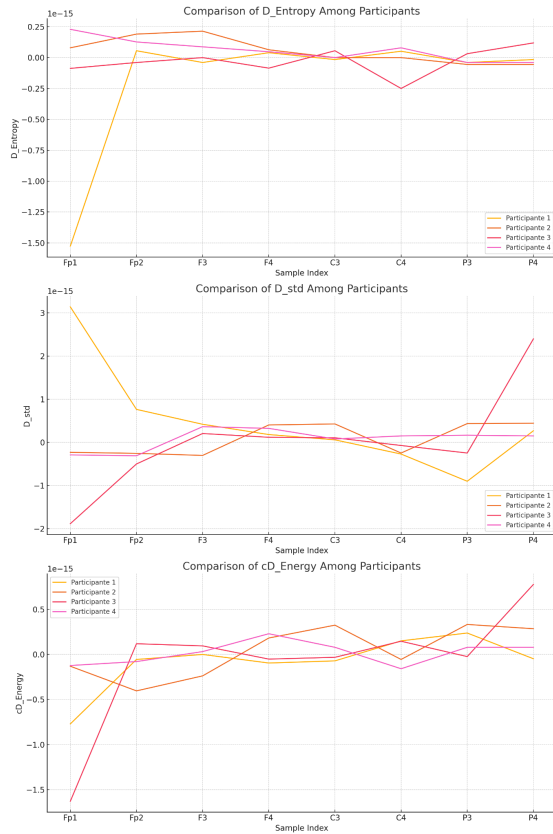 Comparison of D_Entropy Among Participants
1e−15
0.25
0.00
−0.25
−0.50
−0.75
−1.00
−1.25
−1.50
D_Entropy
Participante 1
Participante 2
Participante 3
Participante 4
Fp1 Fp2 F3 F4 C3 C4 P3 P4
Sample Index
Comparison of D_std Among Participants
1e−15
3
2
1
0
−1
−2
D_std
Participante 1
Participante 2
Participante 3
Participante 4
Fp1 Fp2 F3 F4 C3 C4 P3 P4
Sample Index
Comparison of cD_Energy Among Participants
1e−15
Participante 1
Participante 2
Participante 3
Participante 4
0.5
0.0
−0.5
−1.0
−1.5
cD_Energy
Fp1 Fp2 F3 F4 C3 C4 P3 P4
Sample Index